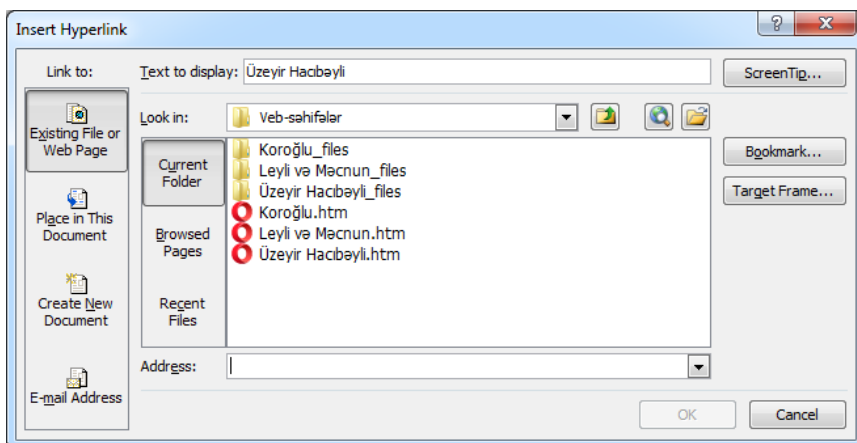 Insert Hyperlink
Link to:
Text to display: Üzeyir Hacıbəyli
ScreenTip...
Existing File or
Web Page
Look in: Veb-səhifələr
Current
Folder
Koroğlu_files
Leyli və Məcnun_files
Üzeyir Hacıbəyli_files
Koroğlu.htm
Leyli və Məcnun.htm
Üzeyir Hacıbəyli.htm
Bookmark...
Target Frame...
Place in This
Document
Browsed
Pages
Create New
Document
Recent
Files
E-mail Address
Address:
OK
Cancel